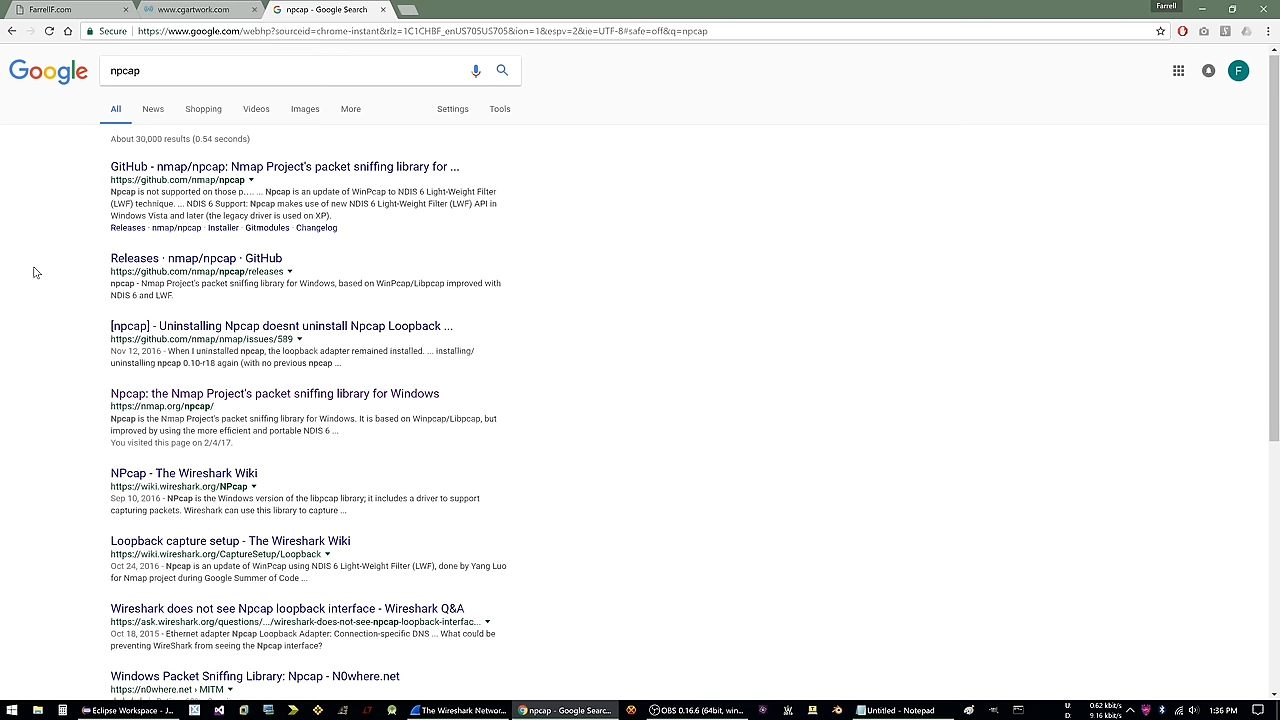 FarrellF.com
www.cgartwork.com
npcap - Google Search
Farrell
Secure
https://www.google.com/webhp?sourceid=chrome-instant&rlz=1C1CHBF_enUS705US705&ion=1&espv=2&ie=UTF-8#safe=off&q=npcap
Google
npcap
F
All News Shopping Videos Images More Settings Tools
About 30,000 results (0.54 seconds)
GitHub - nmap/npcap: Nmap Project's packet sniffing library for ...
https://github.com/nmap/npcap
Npcap is not supported on those p.... ... Npcap is an update of WinPcap to NDIS 6 Light-Weight Filter
(LWF) technique. ... NDIS 6 Support: Npcap makes use of new NDIS 6 Light-Weight Filter (LWF) API in
Windows Vista and later (the legacy driver is used on XP).
Releases · nmap/npcap · Installer · Gitmodules · Changelog
Releases · nmap/npcap · GitHub
https://github.com/nmap/npcap/releases
npcap - Nmap Project's packet sniffing library for Windows, based on WinPcap/Libpcap improved with
NDIS 6 and LWF.
[npcap] - Uninstalling Npcap doesnt uninstall Npcap Loopback ...
https://github.com/nmap/nmap/issues/589
Nov 12, 2016 - When I uninstalled npcap, the loopback adapter remained installed. ... installing/
uninstalling npcap 0.10-r18 again (with no previous npcap ...
Npcap: the Nmap Project's packet sniffing library for Windows
https://nmap.org/npcap/
Npcap is the Nmap Project's packet sniffing library for Windows. It is based on Winpcap/Libpcap, but
improved by using the more efficient and portable NDIS 6 ...
You visited this page on 2/4/17.
NPcap - The Wireshark Wiki
https://wiki.wireshark.org/NPcap
Sep 10, 2016 - NPcap is the Windows version of the libpcap library; it includes a driver to support
capturing packets. Wireshark can use this library to capture ...
Loopback capture setup - The Wireshark Wiki
https://wiki.wireshark.org/CaptureSetup/Loopback
Oct 24, 2016 - Npcap is an update of WinPcap using NDIS 6 Light-Weight Filter (LWF), done by Yang Luo
for Nmap project during Google Summer of Code ...
Wireshark does not see Npcap loopback interface - Wireshark Q&A
https://ask.wireshark.org/questions/.../wireshark-does-not-see-npcap-loopback-interfac...
Oct 18, 2015 - Ethernet adapter Npcap Loopback Adapter: Connection-specific DNS ... What could be
preventing WireShark from seeing the Npcap interface?
Windows Packet Sniffing Library: Npcap - N0where.net
https://n0where.net › MITM
Eclipse Workspace - J...
The Wireshark Networ...
npcap - Google Searc...
OBS 0.16.6 (64bit, win...
Untitled - Notepad
U: 0.62 kbit/s
D: 9.16 kbit/s
1:36 PM